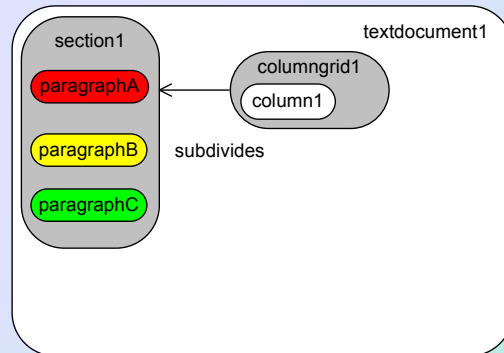 textdocument1
section1
paragraphA
paragraphB
paragraphC
columngrid1
column1
subdivides